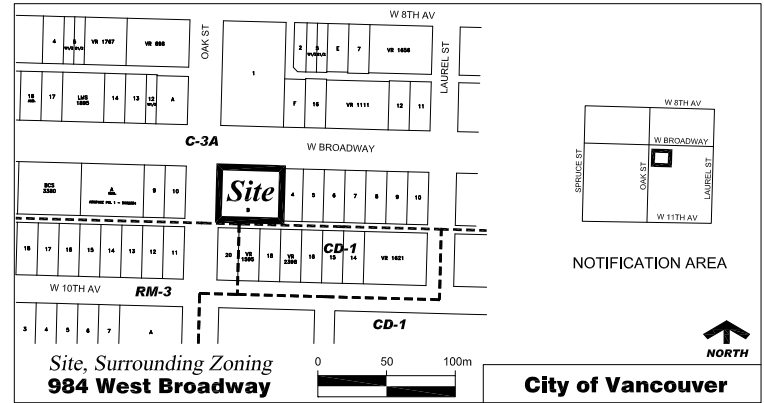 W 8TH AV
OAK ST
LAUREL ST
4
VR 1767
VR 698
2
3
E
7
VR 1656
1
17
LMS
1895
14
13
12
A
F
16
VR 1111
12
11
C-3A
W BROADWAY
BCS
3380
A
9
10
Site
4
5
6
7
8
9
10
CD-1
18
17
16
15
14
13
12
11
20
VR
1395
18
VR
2398
16
15
14
VR 1621
W 10TH AV
RM-3
CD-1
3
4
5
6
7
A
W 8TH AV
W BROADWAY
SPRUCE ST
OAK ST
LAUREL ST
W 11TH AV
NOTIFICATION AREA
NORTH
Site, Surrounding Zoning
984 West Broadway
0 50 100m
City of Vancouver